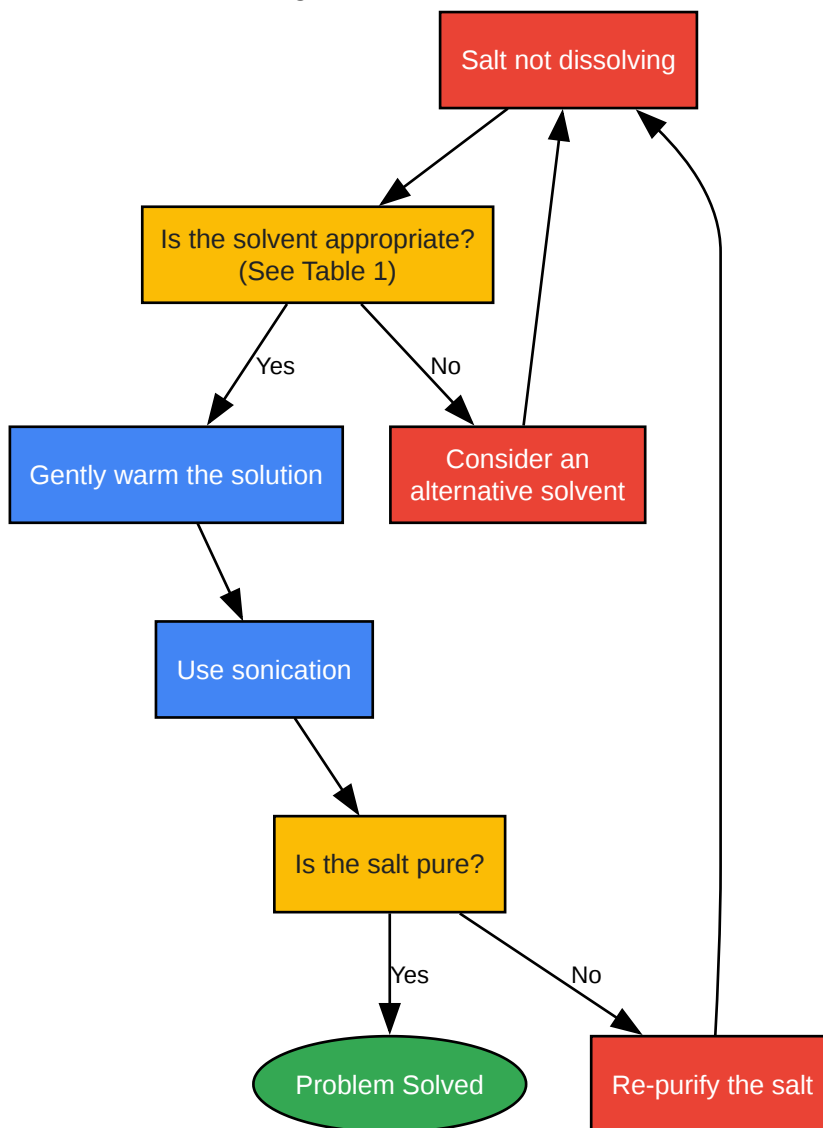 Salt not dissolving
Is the solvent appropriate?
(See Table 1)
Yes
No
Gently warm the solution
Consider an
alternative solvent
Use sonication
Is the salt pure?
Yes
No
Problem Solved
Re-purify the salt